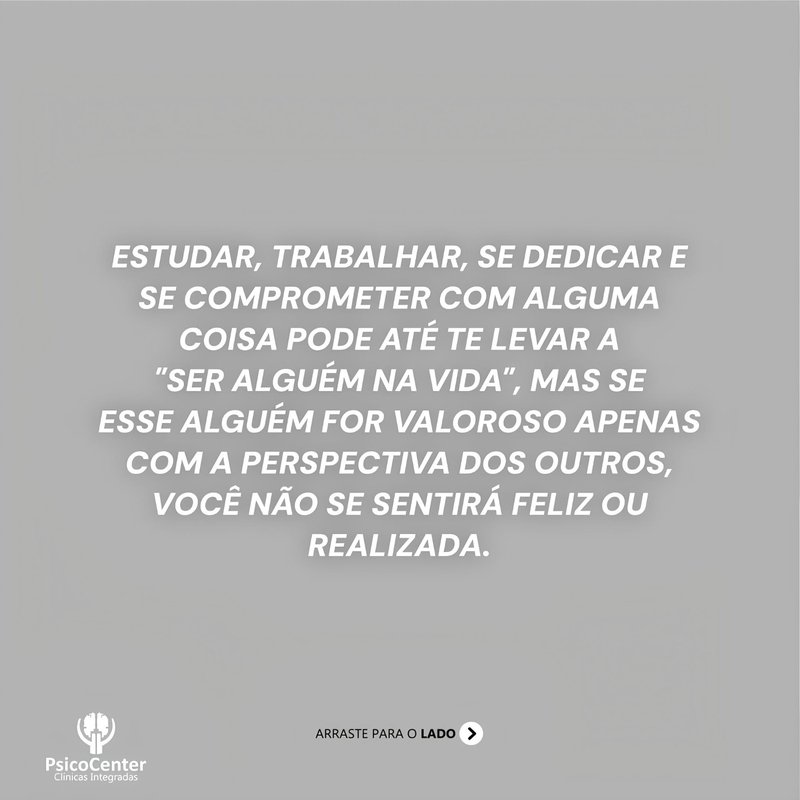 ESTUDAR, TRABALHAR, SE DEDICAR E
SE COMPROMETER COM ALGUMA
COISA PODE ATÉ TE LEVAR A
"SER ALGUÉM NA VIDA", MAS SE
ESSE ALGUÉM FOR VALOROSO APENAS
COM A PERSPECTIVA DOS OUTROS,
VOCÊ NÃO SE SENTIRÁ FELIZ OU
REALIZADA.
ARRASTE PARA O LADO
PsicoCenter
Clínicas Integradas